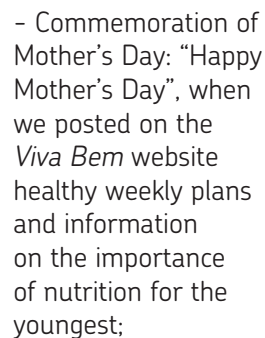 - Commemoration of
Mother’s Day: “Happy
Mother’s Day”, when
we posted on the
Viva Bem website
healthy weekly plans
and information
on the importance
of nutrition for the
youngest;